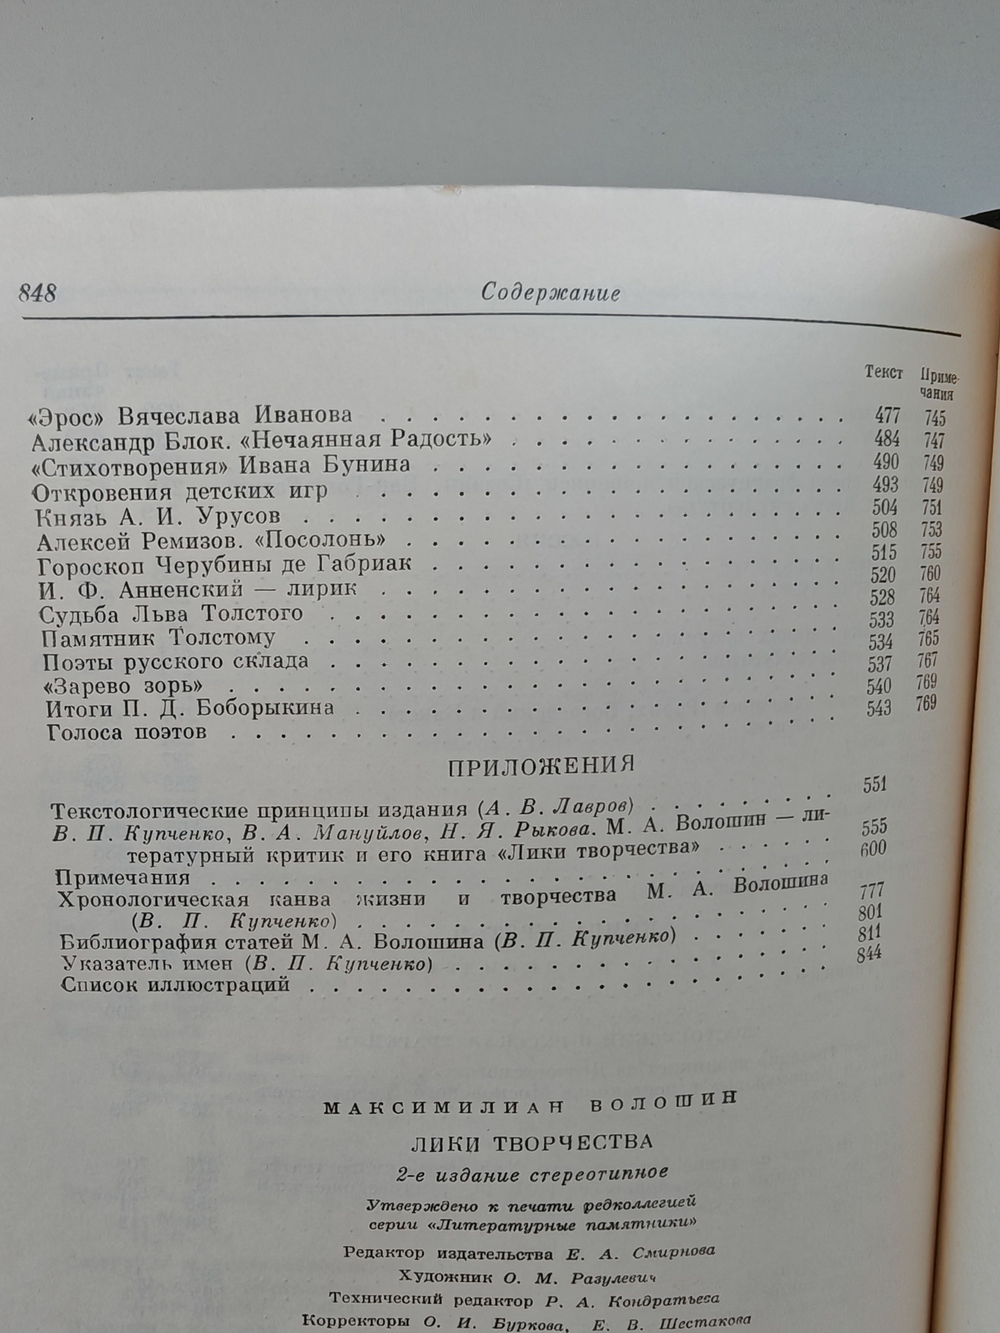 848 Содержание
Текст Приме-
чания
«Эрос» Вячеслава Иванова . . . . . . . . . . . . . . . . . . 477 745
Александр Блок. «Нечаянная Радость» . . . . . . . . . . . . . 484 747
«Стихотворения» Ивана Бунина . . . . . . . . . . . . . . . . 490 749
Откровения детских игр . . . . . . . . . . . . . . . . . . . 493 749
Князь А. И. Урусов . . . . . . . . . . . . . . . . . . . . . 504 751
Алексей Ремизов. «Посолонь» . . . . . . . . . . . . . . . . . 508 753
Гороскоп Черубины де Габриак . . . . . . . . . . . . . . . . 515 755
И. Ф. Анненский — лирик . . . . . . . . . . . . . . . . . . 520 760
Судьба Льва Толстого . . . . . . . . . . . . . . . . . . . . 528 764
Памятник Толстому . . . . . . . . . . . . . . . . . . . . . 533 764
Поэты русского склада . . . . . . . . . . . . . . . . . . . . 534 765
«Зарево зорь» . . . . . . . . . . . . . . . . . . . . . . . 537 767
Итоги П. Д. Боборыкина . . . . . . . . . . . . . . . . . . . 540 769
Голоса поэтов . . . . . . . . . . . . . . . . . . . . . . . 543 769
ПРИЛОЖЕНИЯ
Текстологические принципы издания (А. В. Лавров) . . . . . . . . 551
В. П. Купченко, В. А. Мануйлов, Н. Я. Рыкова. М. А. Волошин — ли-
тературный критик и его книга «Лики творчества» . . . . . . 555
Примечания . . . . . . . . . . . . . . . . . . . . . . . . 600
Хронологическая канва жизни и творчества М. А. Волошина
(В. П. Купченко) . . . . . . . . . . . . . . . . . . . . 777
Библиография статей М. А. Волошина (В. П. Купченко) . . . . . . 801
Указатель имен (В. П. Купченко) . . . . . . . . . . . . . . . 811
Список иллюстраций . . . . . . . . . . . . . . . . . . . . . 844
МАКСИМИЛИАН ВОЛОШИН
ЛИКИ ТВОРЧЕСТВА
2-е издание стереотипное
Утверждено к печати редколлегией
серии «Литературные памятники»
Редактор издательства Е. А. Смирнова
Художник О. М. Разулевич
Технический редактор Р. А. Кондратьева
Корректоры О. И. Буркова, Е. В. Шестакова